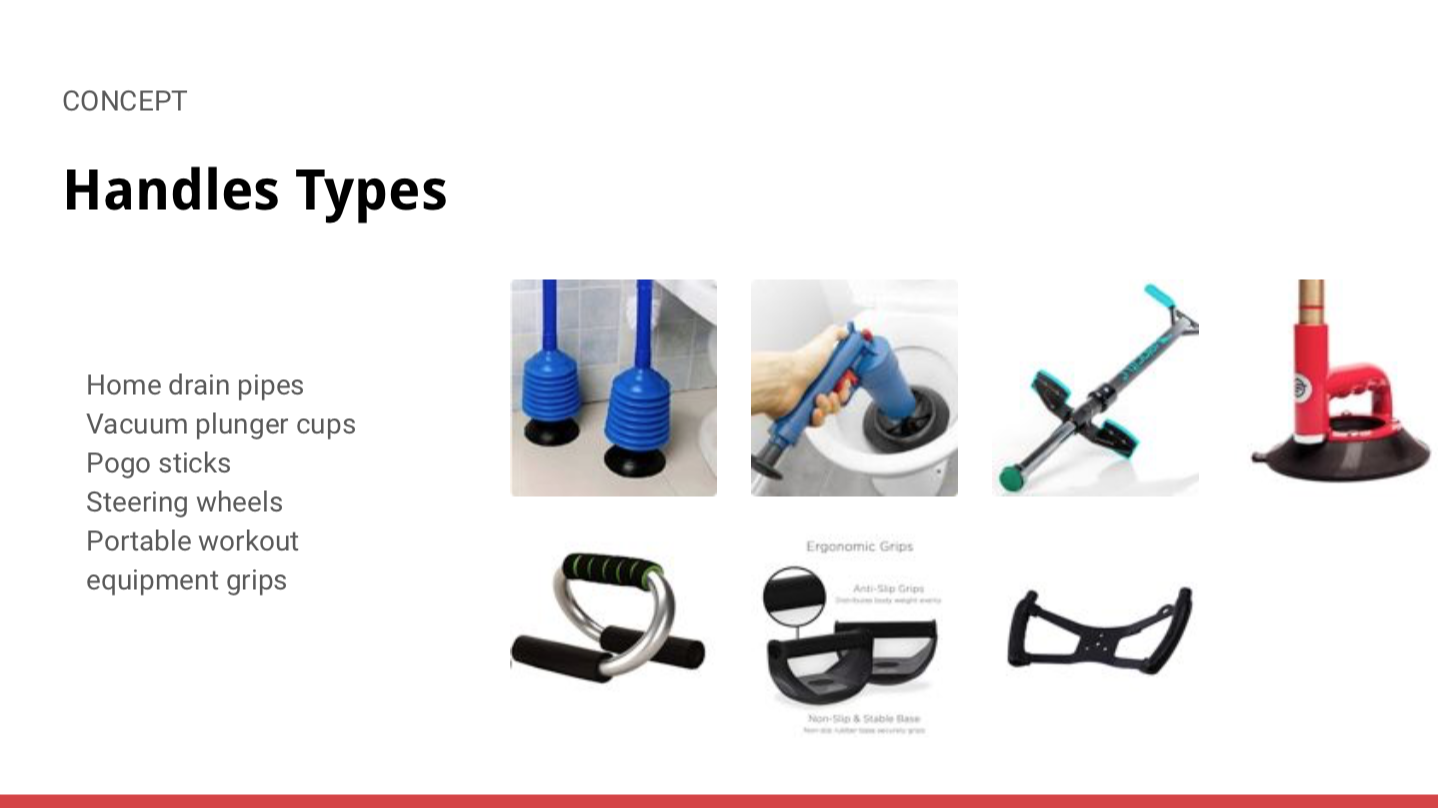 CONCEPT
Handles Types
Home drain pipes
Vacuum plunger cups
Pogo sticks
Steering wheels
Portable workout
equipment grips
Ergonomic Grips
Anti-Slip Grips
Distributes body weight evenly
Non-Slip & Stable Base
Non-slip rubber base securely grips